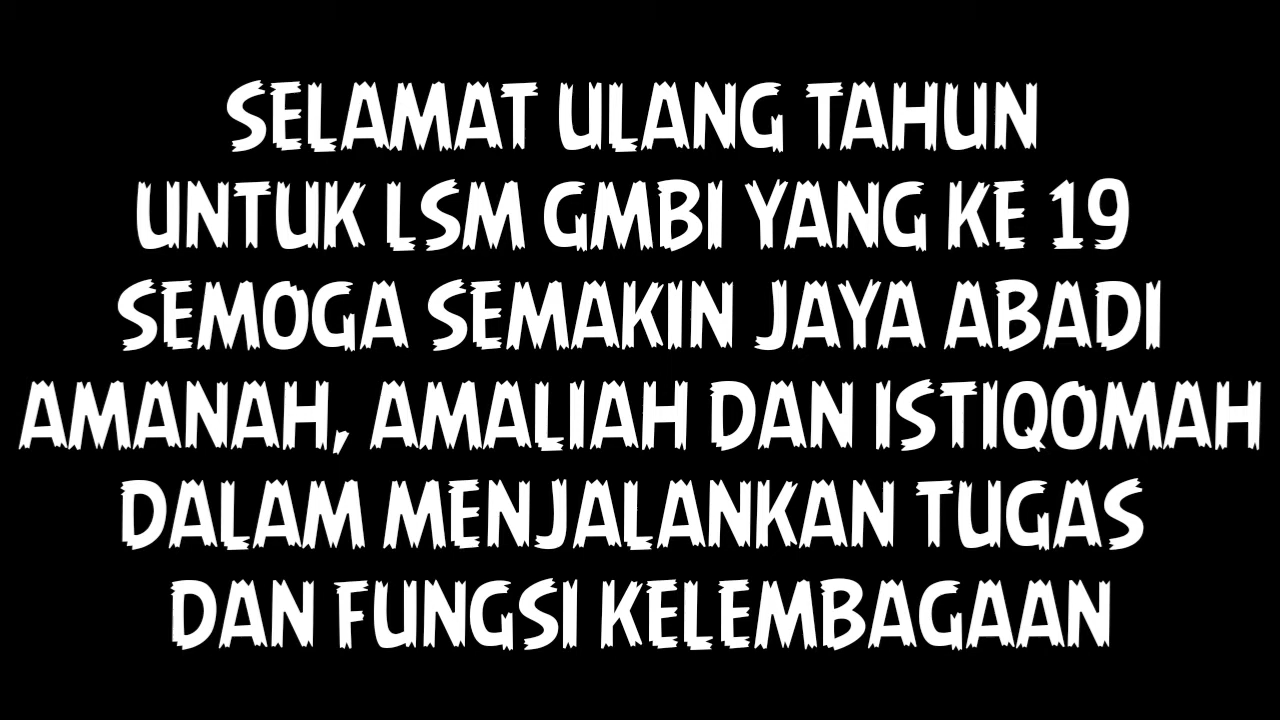 SELAMAT ULANG TAHUN
UNTUK LSM GMBI YANG KE 19
SEMOGA SEMAKIN JAYA ABADI
AMANAH, AMALIAH DAN ISTIQOMAH
DALAM MENJALANKAN TUGAS
DAN FUNGSI KELEMBAGAAN